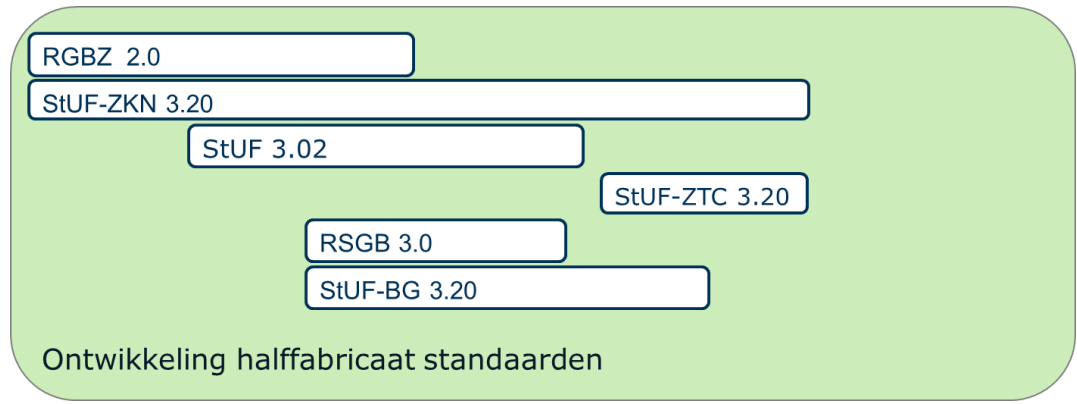 RGBZ 2.0
StUF-ZKN 3.20
StUF 3.02
StUF-ZTC 3.20
RSGB 3.0
StUF-BG 3.20
Ontwikkeling halffabricaat standaarden